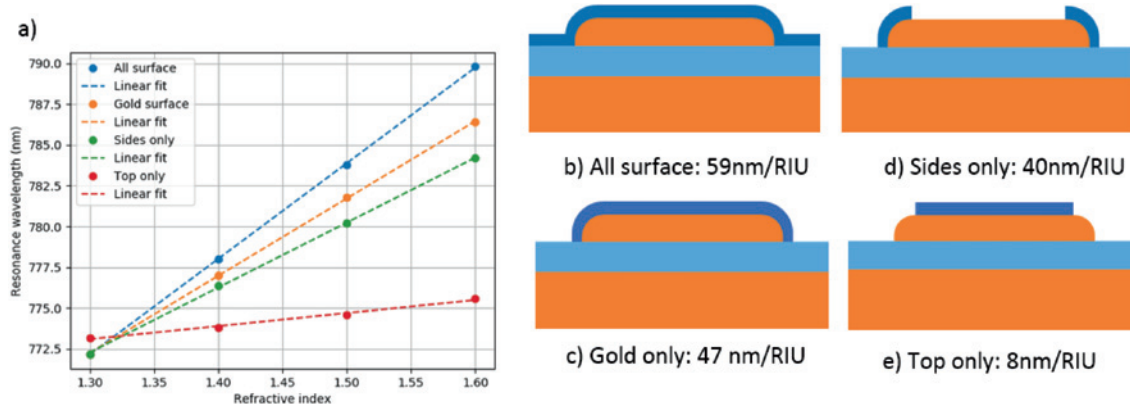 a)
Resonance wavelength (nm)
790.0
787.5
785.0
782.5
780.0
777.5
775.0
772.5
All surface
Linear fit
Gold surface
Linear fit
Sides only
Linear fit
Top only
Linear fit
1.30 1.35 1.40 1.45 1.50 1.55 1.60
Refractive index
b) All surface: 59nm/RIU
d) Sides only: 40nm/RIU
c) Gold only: 47 nm/RIU
e) Top only: 8nm/RIU